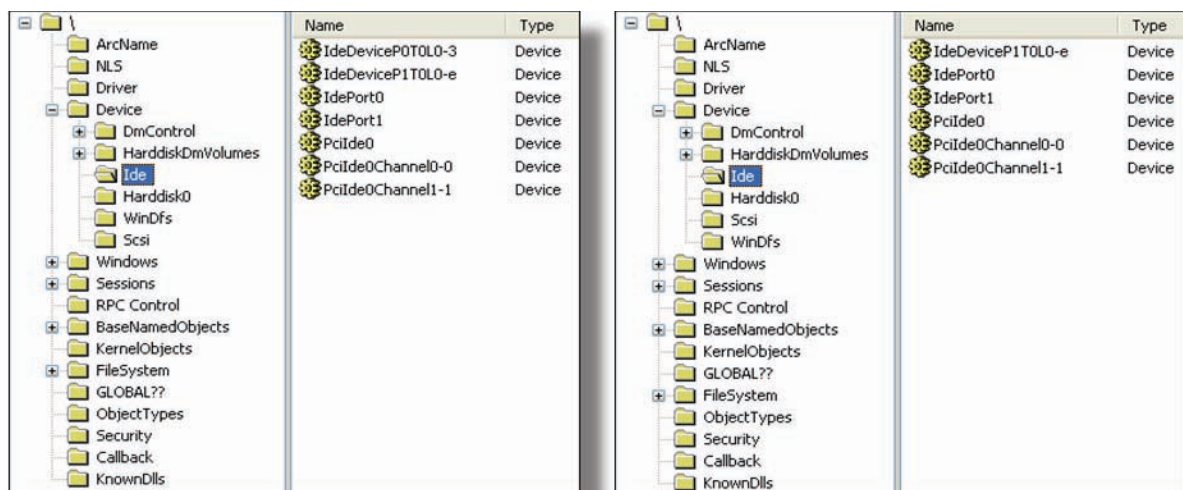 \
ArcName
NLS
Driver
Device
DmControl
HarddiskDmVolumes
Ide
Harddisk0
WinDfs
Scsi
Windows
Sessions
RPC Control
BaseNamedObjects
KernelObjects
FileSystem
GLOBAL??
ObjectTypes
Security
Callback
KnownDlls
Name Type
IdeDeviceP0T0L0-3 Device
IdeDeviceP1T0L0-e Device
IdePort0 Device
IdePort1 Device
PciIde0 Device
PciIde0Channel0-0 Device
PciIde0Channel1-1 Device
\
ArcName
NLS
Driver
Device
DmControl
HarddiskDmVolumes
Ide
Harddisk0
Scsi
WinDfs
Windows
Sessions
RPC Control
BaseNamedObjects
KernelObjects
GLOBAL??
FileSystem
ObjectTypes
Security
Callback
KnownDlls
Name Type
IdeDeviceP1T0L0-e Device
IdePort0 Device
IdePort1 Device
PciIde0 Device
PciIde0Channel0-0 Device
PciIde0Channel1-1 Device